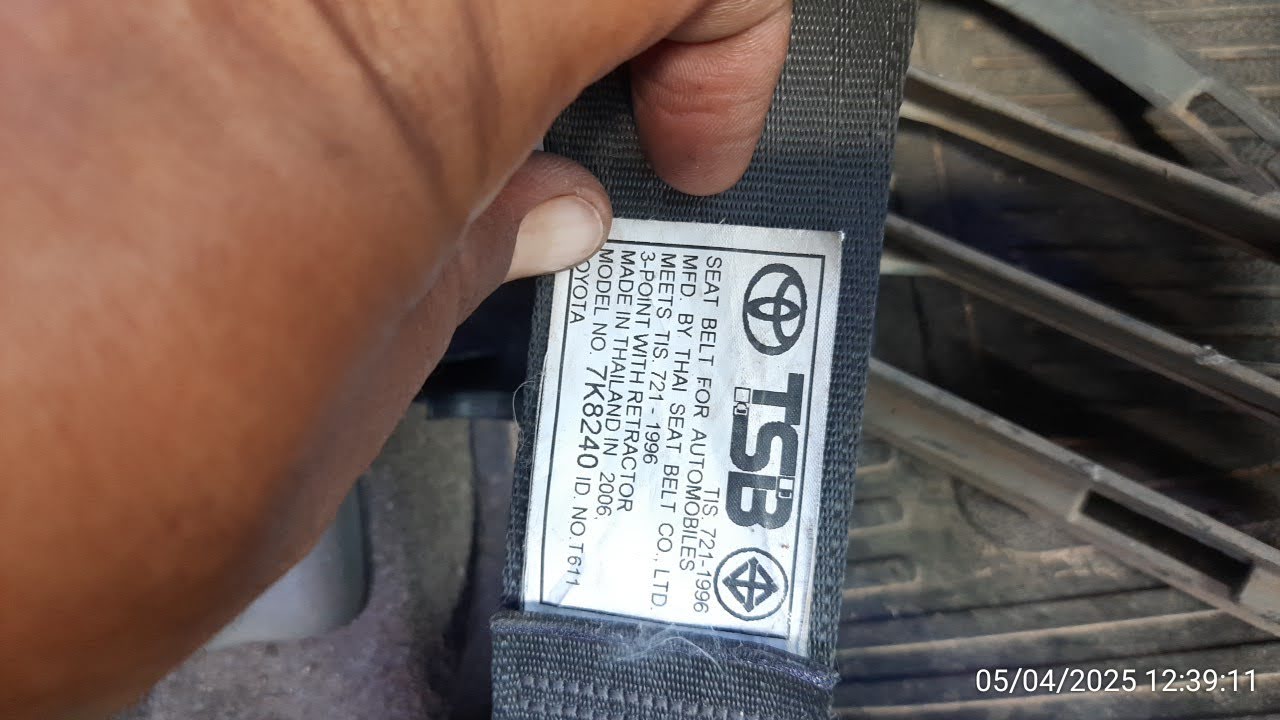 TSB
TIS. 721-1996
SEAT BELT FOR AUTOMOBILES
MFD. BY THAI SEAT BELT CO., LTD.
MEETS TIS. 721 - 1996
3-POINT WITH RETRACTOR
MADE IN THAILAND IN 2006,
MODEL NO. 7K8240 ID. NO.T611
OYOTA
05/04/2025 12:39:11